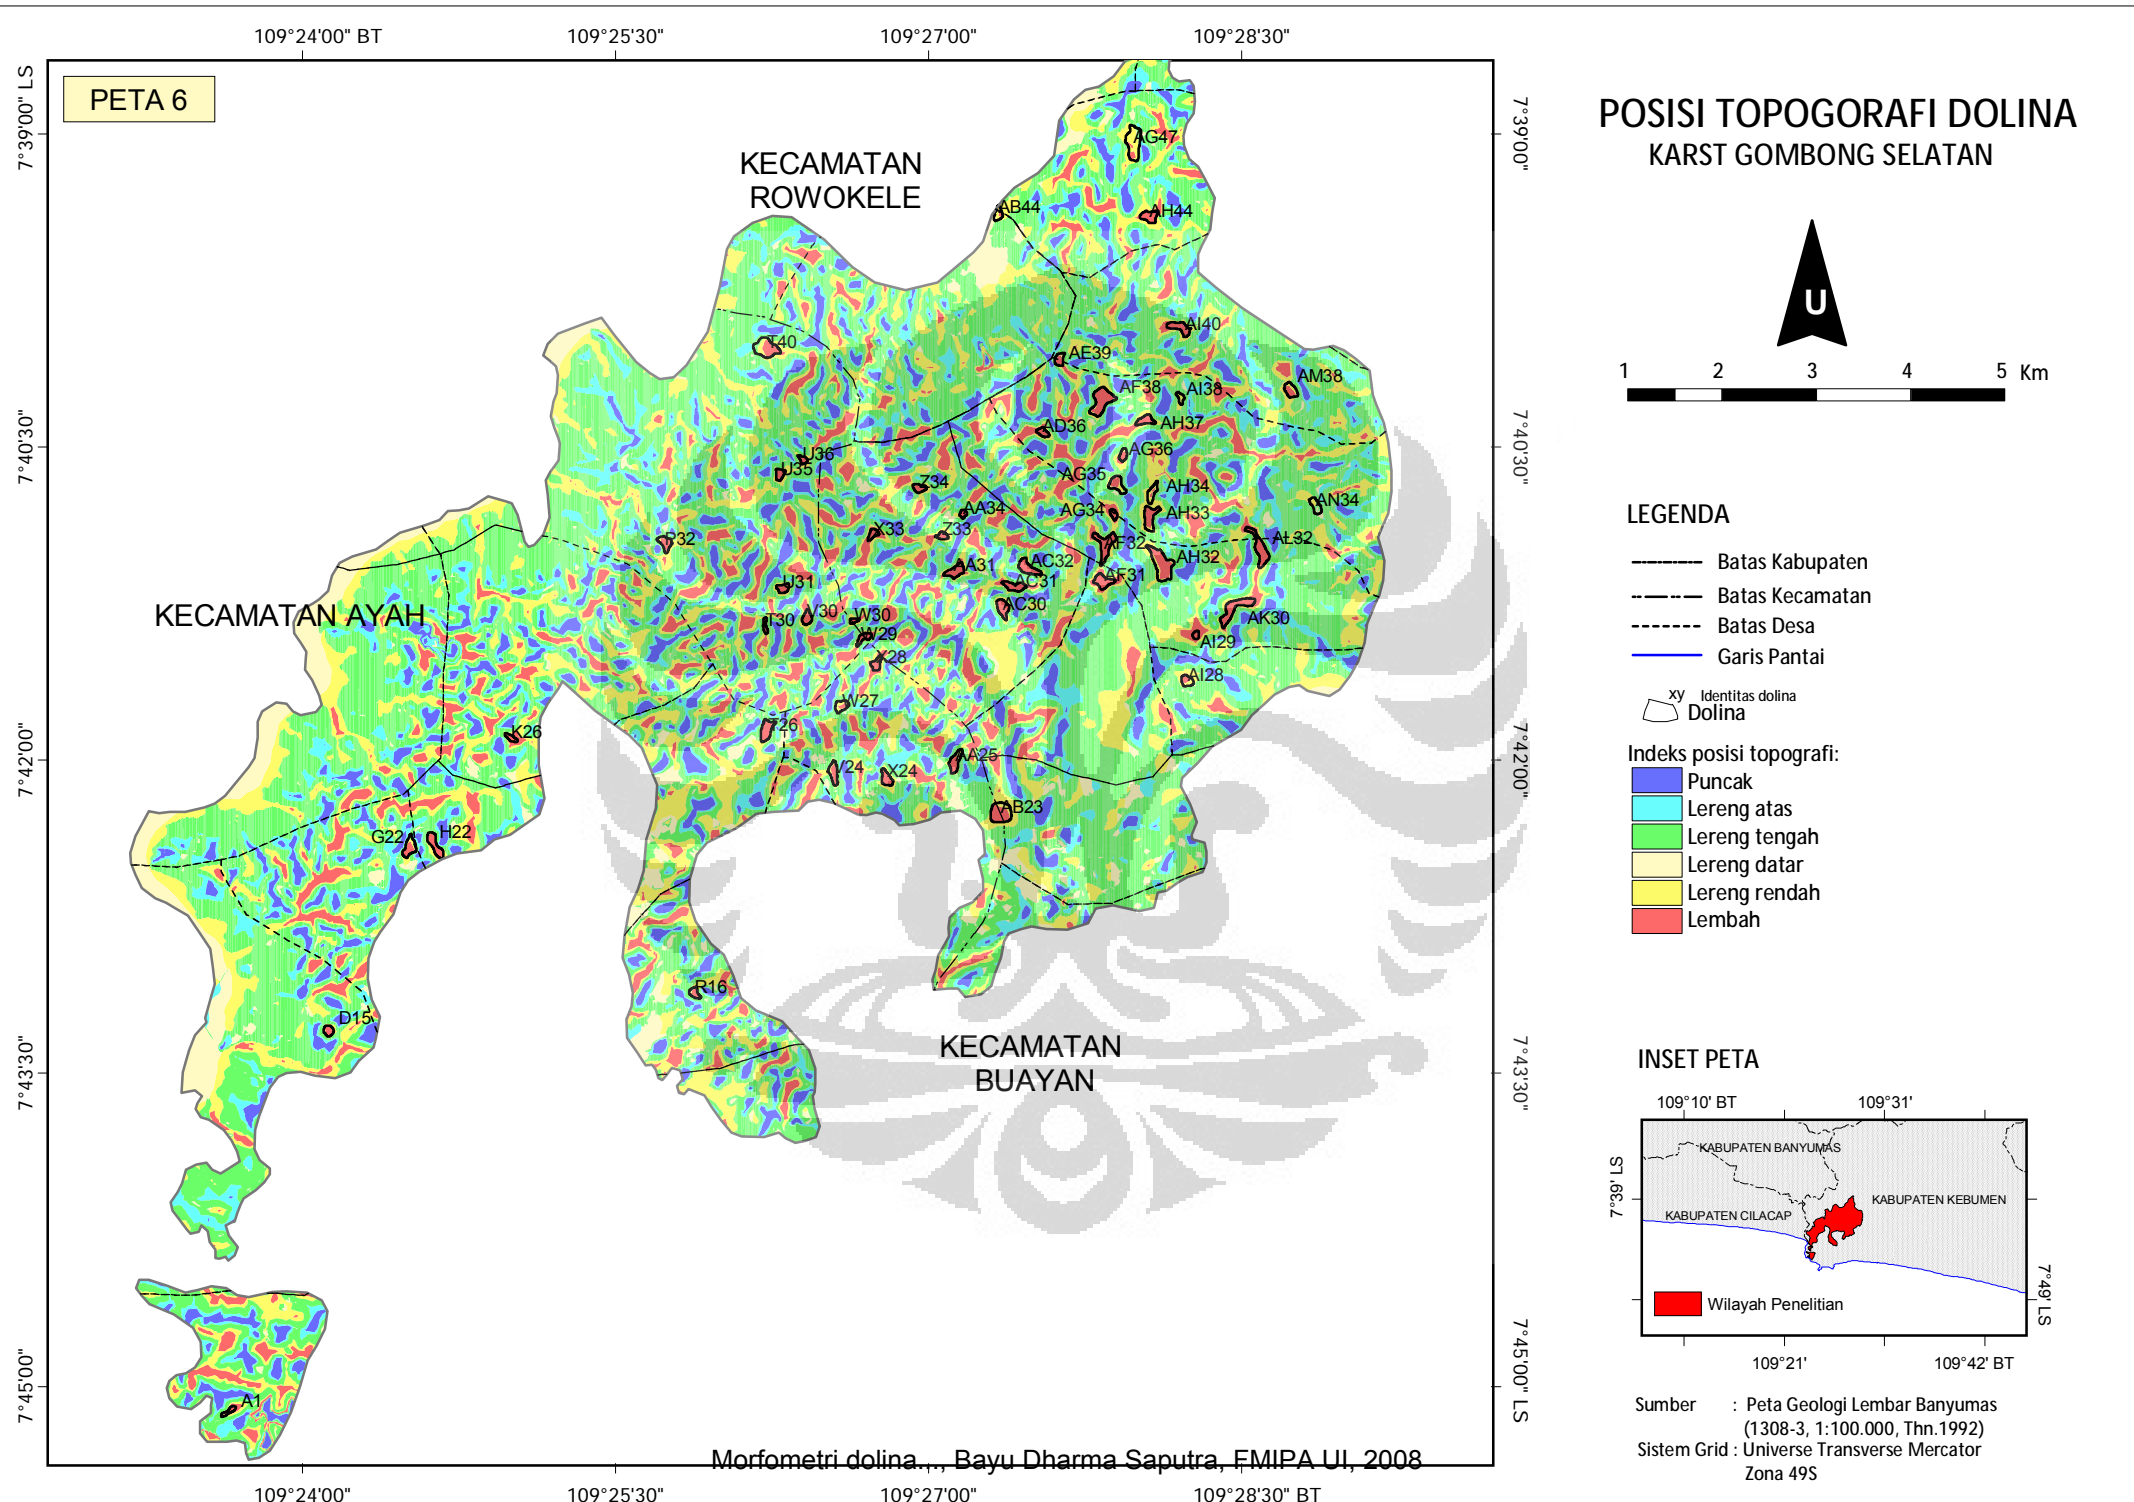 109°24'00" BT
109°25'30"
109°27'00"
109°28'30"
7°39'00" LS
7°40'30"
7°42'00"
7°43'30"
7°45'00"
PETA 6
KECAMATAN
ROWOKELE
KECAMATAN AYAH
KECAMATAN
BUAYAN
AG47
AB44
AH44
AI40
T40
AE39
AF38
AI38
AM38
AH37
AD36
AG36
U36
U35
AG35
Z34
AH34
AA34
AG34
AH33
AN34
X33
Z33
P32
AF32
AL32
AC32
AH32
AA31
AF31
AC31
U31
AC30
V30
W30
T30
AK30
W29
AI29
X28
AI28
W27
T26
K26
AA25
V24
X24
AB23
G22
H22
R16
D15
A1
7°39'00"
7°40'30"
7°42'00"
7°43'30"
7°45'00" LS
Morfometri dolina..., Bayu Dharma Saputra, FMIPA UI, 2008
109°24'00"
109°25'30"
109°27'00"
109°28'30" BT
POSISI TOPOGORAFI DOLINA
KARST GOMBONG SELATAN
U
1 2 3 4 5 Km
LEGENDA
Batas Kabupaten
Batas Kecamatan
Batas Desa
Garis Pantai
xy Identitas dolina
Dolina
Indeks posisi topografi:
Puncak
Lereng atas
Lereng tengah
Lereng datar
Lereng rendah
Lembah
INSET PETA
109°10' BT
109°31'
7°39' LS
KABUPATEN BANYUMAS
KABUPATEN KEBUMEN
KABUPATEN CILACAP
Wilayah Penelitian
7°49' LS
109°21'
109°42' BT
Sumber : Peta Geologi Lembar Banyumas
(1308-3, 1:100.000, Thn.1992)
Sistem Grid : Universe Transverse Mercator
Zona 49S